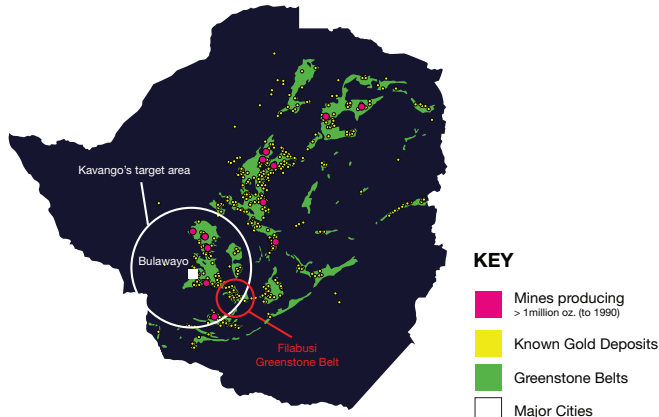 Kavango's target area
Bulawayo
Filabusi
Greenstone Belt
KEY
Mines producing
> 1million oz. (to 1990)
Known Gold Deposits
Greenstone Belts
Major Cities